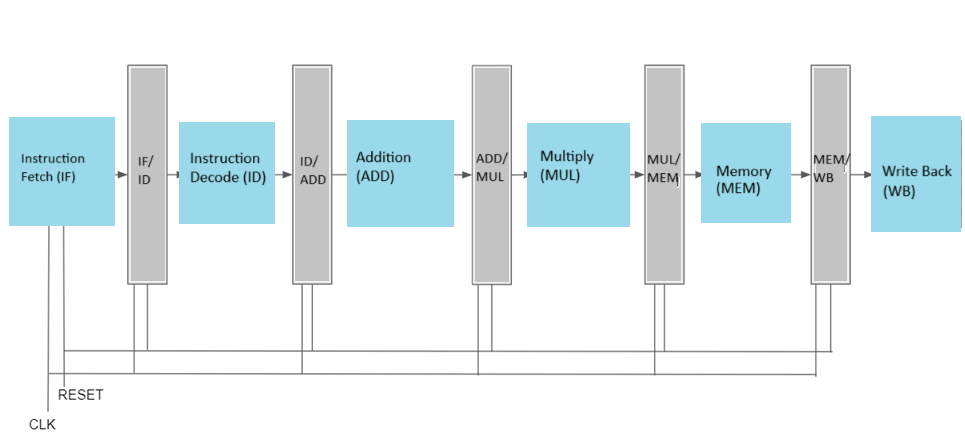 Instruction
Fetch (IF)
IF/
ID
Instruction
Decode (ID)
ID/
ADD
Addition
(ADD)
ADD/
MUL
Multiply
(MUL)
MUL/
MEM
Memory
(MEM)
MEM/
WB
Write Back
(WB)
RESET
CLK